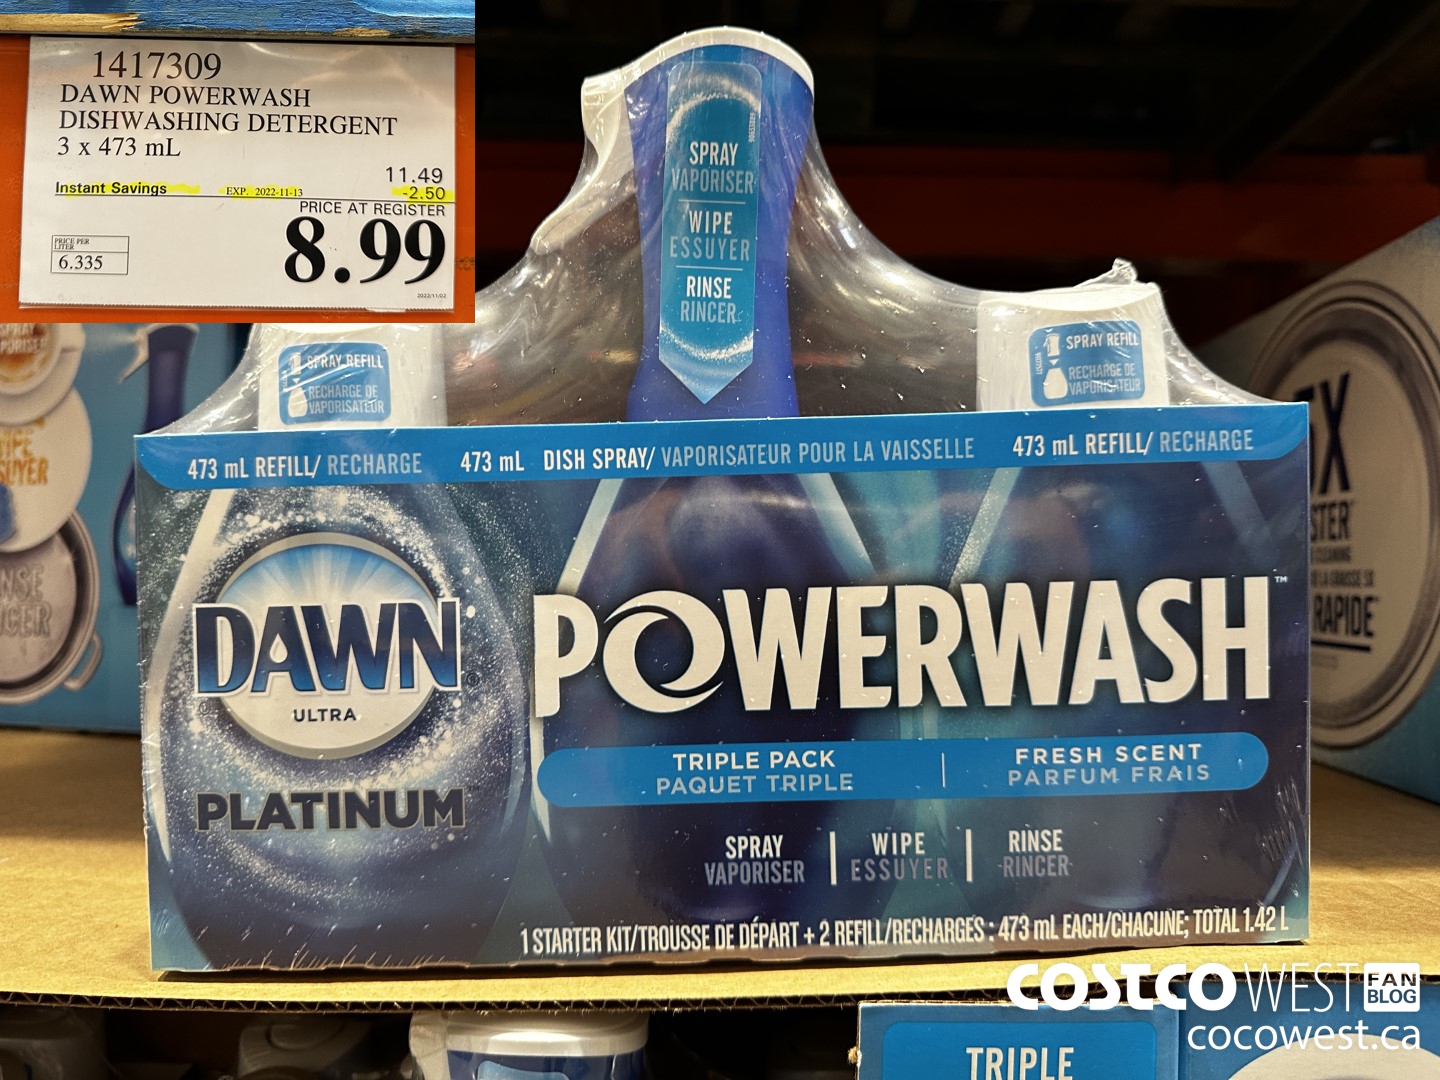 1417309
DAWN POWERWASH
DISHWASHING DETERGENT
3 x 473 mL
11.49
Instant Savings EXP. 2022-11-13 -2.50
PRICE AT REGISTER
8.99
PRICE PER
LITER
6.335
2022/11/02
SPRAY
VAPORISER
WIPE
ESSUYER
RINSE
RINCER
SPRAY REFILL
RECHARGE DE
VAPORISATEUR
SPRAY REFILL
RECHARGE DE
VAPORISATEUR
473 mL REFILL/ RECHARGE
473 mL DISH SPRAY/ VAPORISATEUR POUR LA VAISSELLE
473 mL REFILL/ RECHARGE
DAWN
ULTRA
PLATINUM
POWERWASH™
TRIPLE PACK
PAQUET TRIPLE
FRESH SCENT
PARFUM FRAIS
SPRAY
VAPORISER
WIPE
ESSUYER
RINSE
RINCER
1 STARTER KIT/TROUSSE DE DÉPART + 2 REFILL/RECHARGES : 473 mL EACH/CHACUNE; TOTAL 1.42 L
RAPIDE
TRIPLE
COSTCO WEST FAN BLOG
cocowest.ca